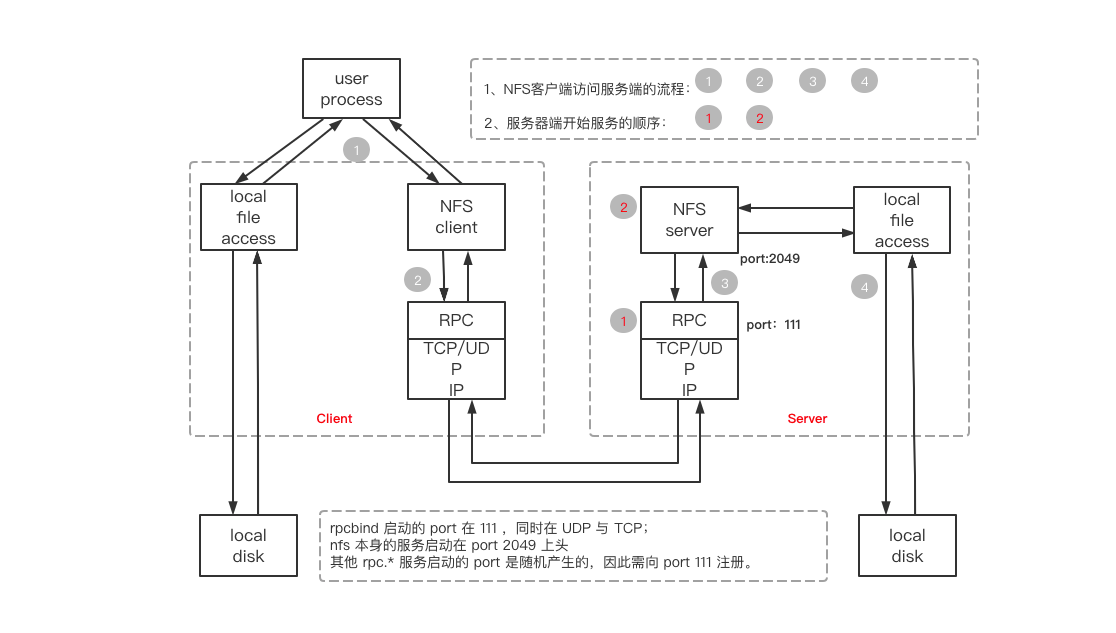 user
process
1、NFS客户端访问服务端的流程：
1
2
3
4
2、服务器端开始服务的顺序：
1
2
1
local
file
access
NFS
client
2
NFS
server
local
file
access
port:2049
2
3
4
RPC
TCP/UD
P
IP
1
RPC
TCP/UD
P
IP
port：111
Client
Server
local
disk
rpcbind 启动的 port 在 111 ，同时在 UDP 与 TCP；
nfs 本身的服务启动在 port 2049 上头
其他 rpc.* 服务启动的 port 是随机产生的，因此需向 port 111 注册。
local
disk